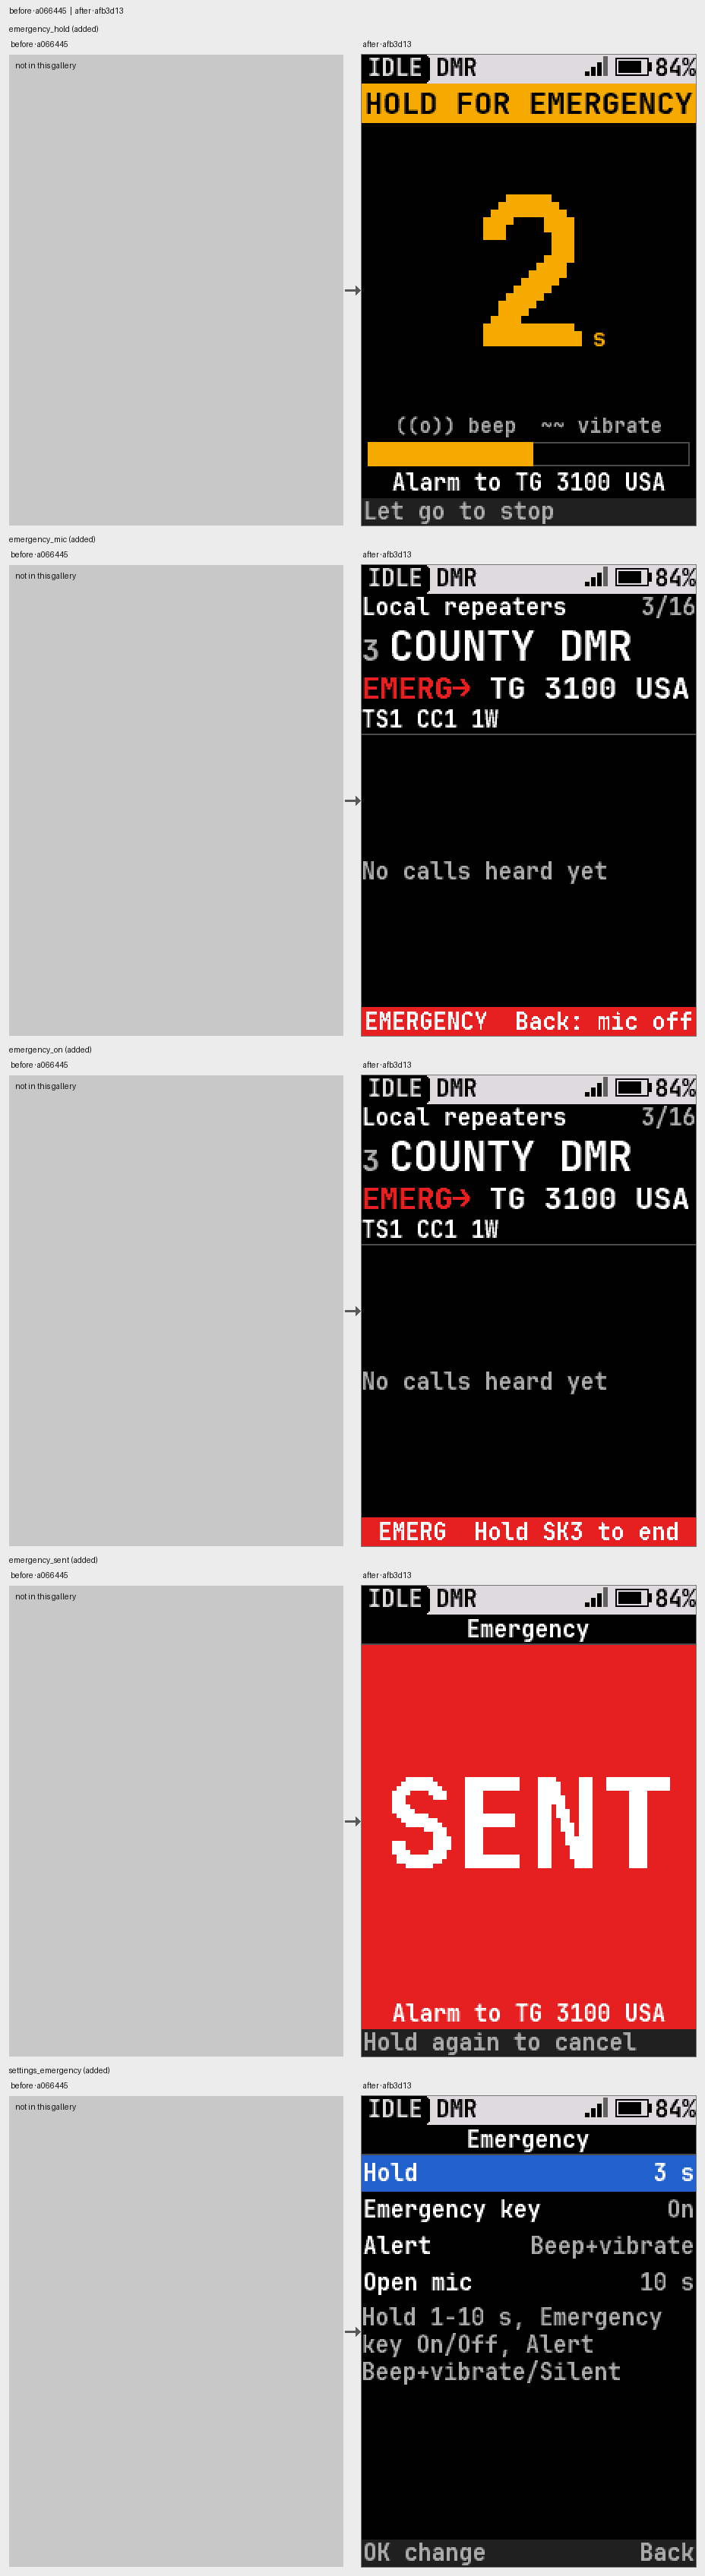 before · a066445 | after · afb3d13
emergency_hold (added)
before · a066445
after · afb3d13
not in this gallery
IDLE DMR 84%
HOLD FOR EMERGENCY
2 s
((o)) beep ~~ vibrate
Alarm to TG 3100 USA
Let go to stop
→
emergency_mic (added)
before · a066445
after · afb3d13
not in this gallery
IDLE DMR 84%
Local repeaters 3/16
3 COUNTY DMR
EMERG→ TG 3100 USA
TS1 CC1 1W
No calls heard yet
EMERGENCY Back: mic off
→
emergency_on (added)
before · a066445
after · afb3d13
not in this gallery
IDLE DMR 84%
Local repeaters 3/16
3 COUNTY DMR
EMERG→ TG 3100 USA
TS1 CC1 1W
No calls heard yet
EMERG Hold SK3 to end
→
emergency_sent (added)
before · a066445
after · afb3d13
not in this gallery
IDLE DMR 84%
Emergency
SENT
Alarm to TG 3100 USA
Hold again to cancel
→
settings_emergency (added)
before · a066445
after · afb3d13
not in this gallery
IDLE DMR 84%
Emergency
Hold 3 s
Emergency key On
Alert Beep+vibrate
Open mic 10 s
Hold 1-10 s, Emergency
key On/Off, Alert
Beep+vibrate/Silent
OK change Back
→